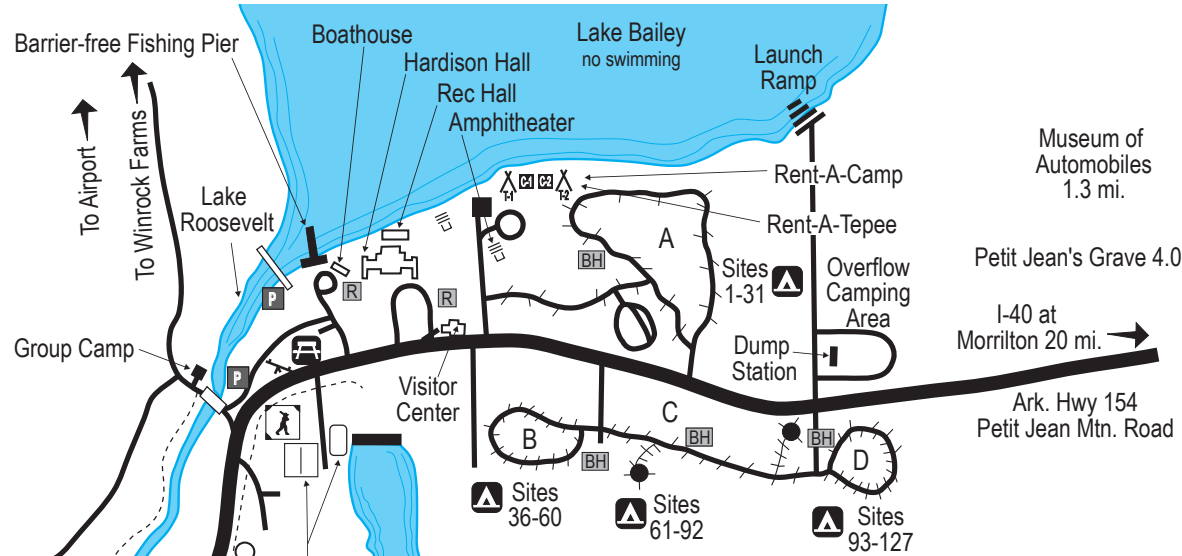 Barrier-free Fishing Pier
Boathouse
Hardison Hall
Rec Hall
Amphitheater
Lake Bailey
no swimming
Launch
Ramp
Museum of
Automobiles
1.3 mi.
To Airport
To Winrock Farms
Lake
Roosevelt
T-1
C-1
C-2
T-2
Rent-A-Camp
Rent-A-Tepee
A
BH
Sites
1-31
Overflow
Camping
Area
Petit Jean's Grave 4.0
I-40 at
Morrilton 20 mi.
P
R
R
Group Camp
P
Visitor
Center
Dump
Station
Ark. Hwy 154
Petit Jean Mtn. Road
B
C
BH
BH
BH
D
Sites
36-60
Sites
61-92
Sites
93-127